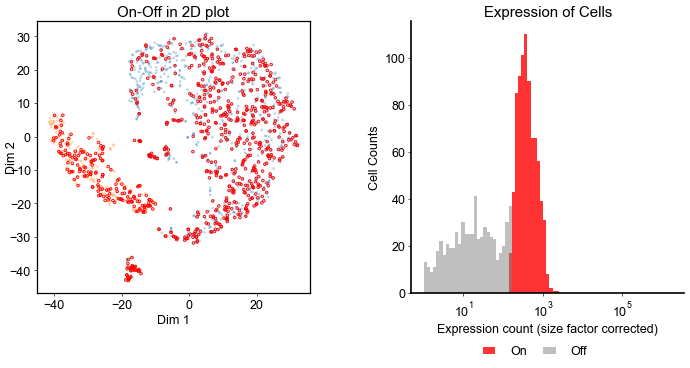 On-Off in 2D plot
30
20
10
0
−10
−20
−30
−40
Dim 2
−40
−20
0
20
Dim 1
Expression of Cells
100
80
60
40
20
0
Cell Counts
10^1
10^3
10^5
Expression count (size factor corrected)
On
Off